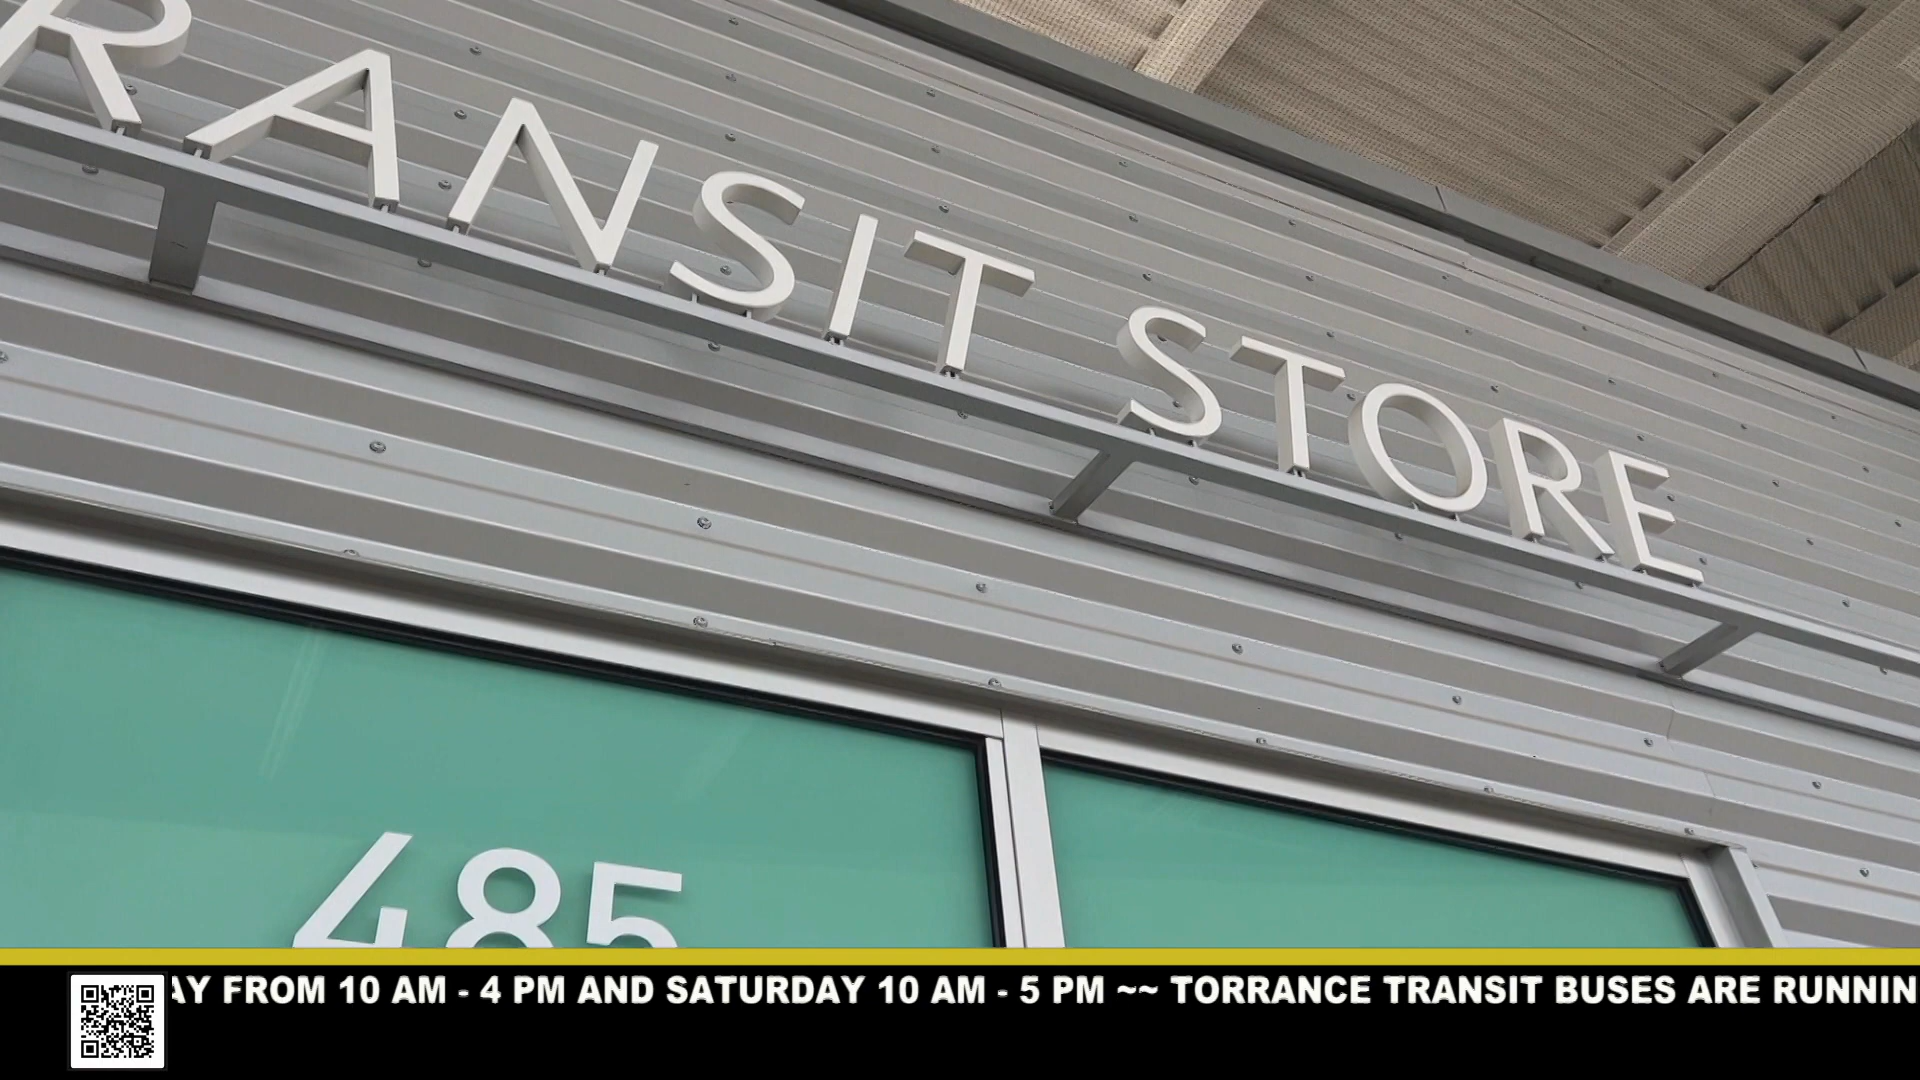 RANSIT STORE
485
AY FROM 10 AM - 4 PM AND SATURDAY 10 AM - 5 PM ~~ TORRANCE TRANSIT BUSES ARE RUNNIN